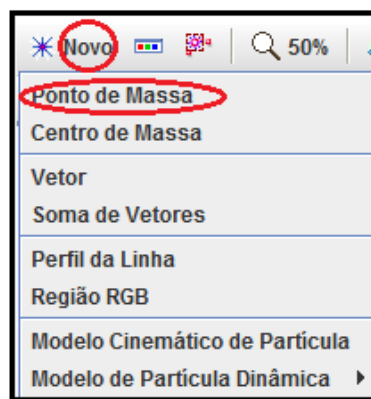 Novo 50%
Ponto de Massa
Centro de Massa
Vetor
Soma de Vetores
Perfil da Linha
Região RGB
Modelo Cinemático de Partícula
Modelo de Partícula Dinâmica